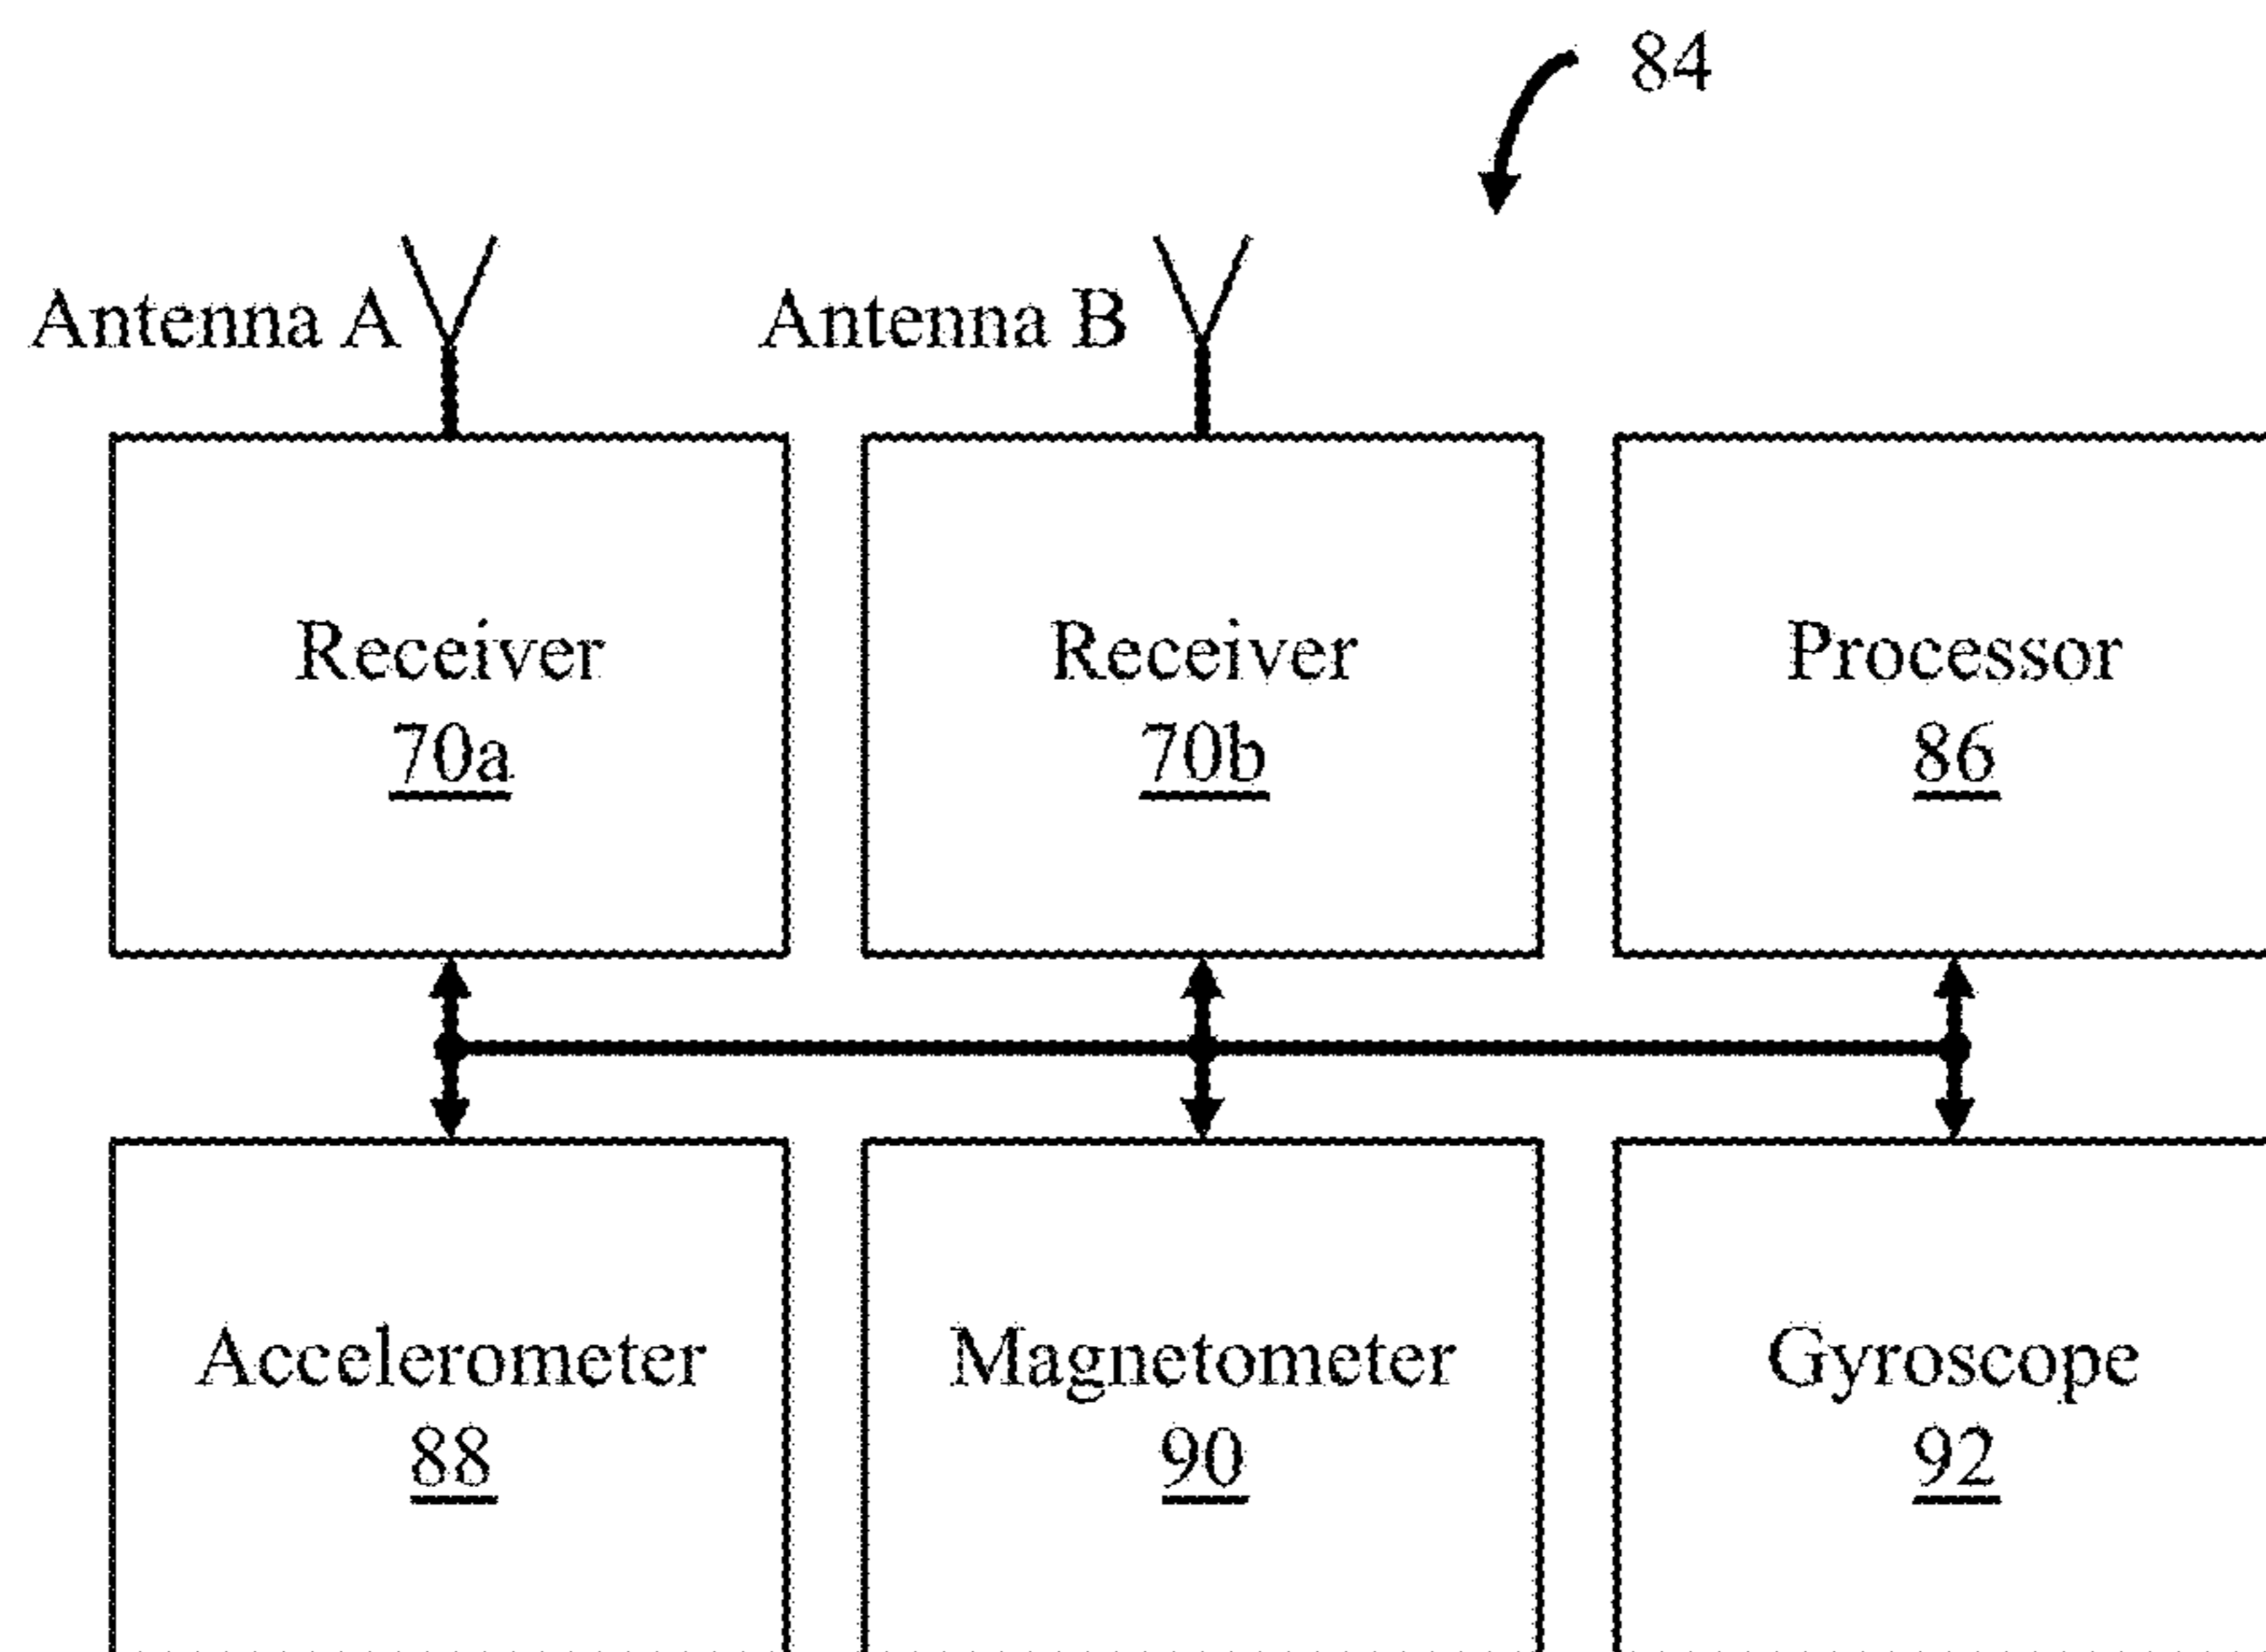 84
Antenna A
Antenna B
Receiver
70a
Receiver
70b
Processor
86
Accelerometer
88
Magnetometer
90
Gyroscope
92